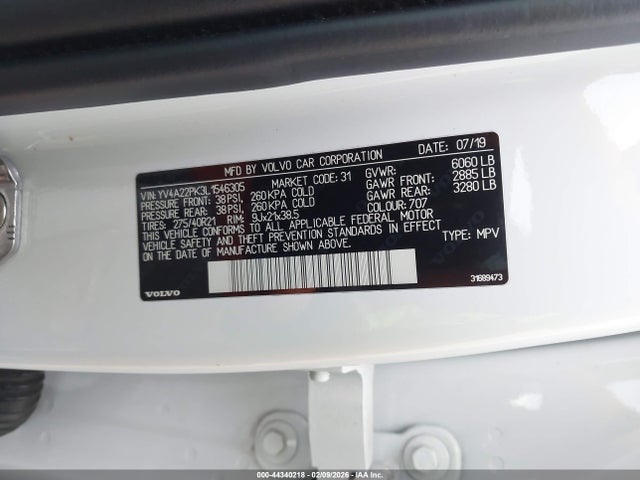 MFD BY VOLVO CAR CORPORATION DATE: 07/19
VIN: YV4A22PK3L1546305 MARKET CODE: 31 GVWR: 6060 LB
PRESSURE FRONT: 38PSI, 260KPA COLD GAWR FRONT: 2885 LB
PRESSURE REAR: 38PSI, 260KPA COLD GAWR REAR: 3280 LB
TIRES: 275/40R21 RIM: 9Jx21x38.5 COLOUR: 707
THIS VEHICLE CONFORMS TO ALL APPLICABLE FEDERAL MOTOR
VEHICLE SAFETY AND THEFT PREVENTION STANDARDS IN EFFECT
ON THE DATE OF MANUFACTURE SHOWN ABOVE. TYPE: MPV
VOLVO 31689473
000-44340218 | 02/09/2026 | IAA Inc.